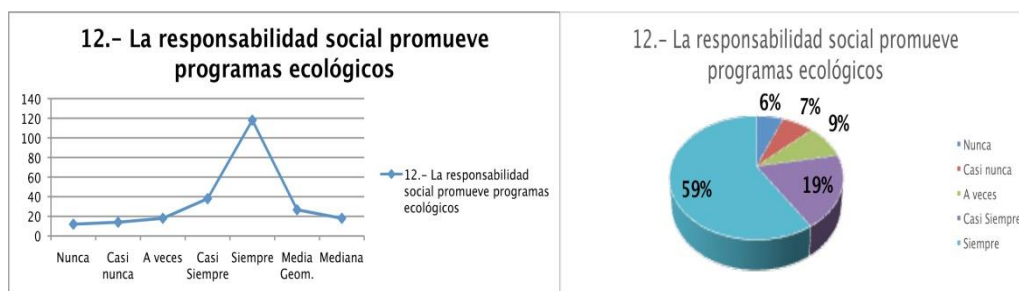 12.- La responsabilidad social promueve
programas ecológicos
140
120
100
80
60
40
20
0
Nunca
Casi
nunca
A veces
Casi
Siempre
Siempre
Media
Geom.
Mediana
12.- La responsabilidad
social promueve programas
ecológicos
12.- La responsabilidad social promueve
programas ecológicos
6%
7%
9%
19%
59%
Nunca
Casi nunca
A veces
Casi Siempre
Siempre